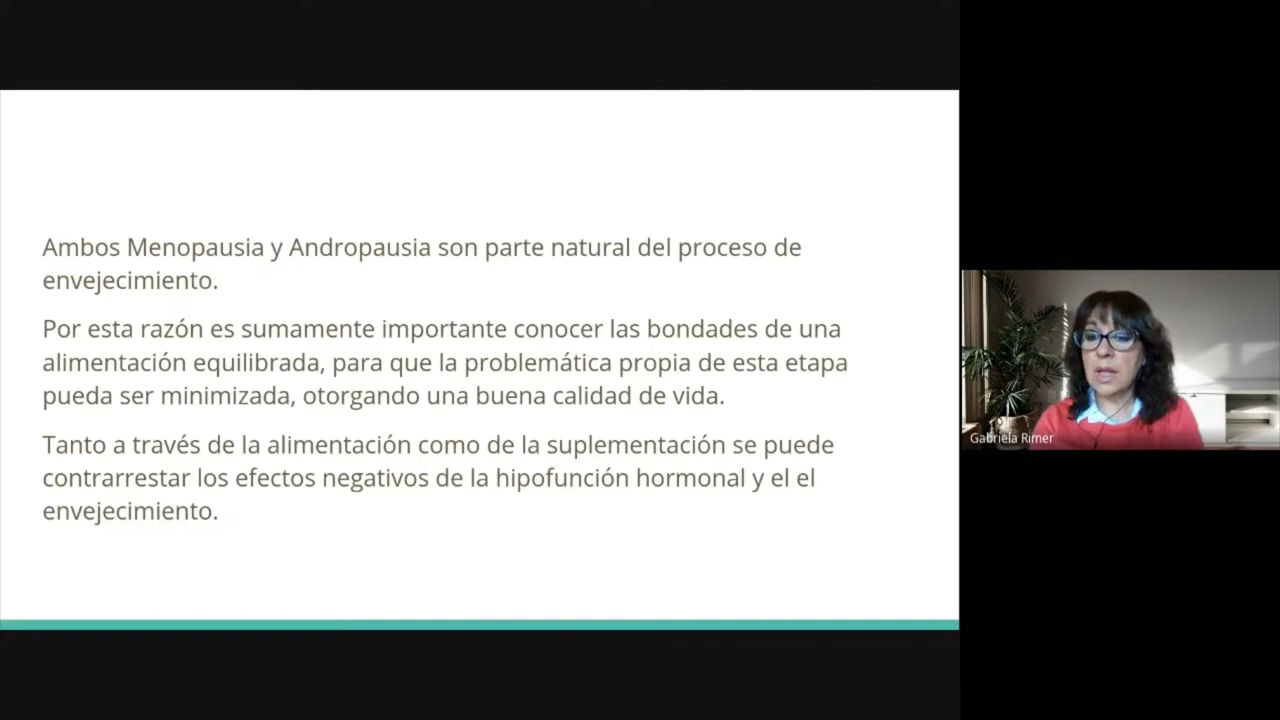 Ambos Menopausia y Andropausia son parte natural del proceso de
envejecimiento.
Por esta razón es sumamente importante conocer las bondades de una
alimentación equilibrada, para que la problemática propia de esta etapa
pueda ser minimizada, otorgando una buena calidad de vida.
Tanto a través de la alimentación como de la suplementación se puede
contrarrestar los efectos negativos de la hipofunción hormonal y el el
envejecimiento.
Gabriela Rimer